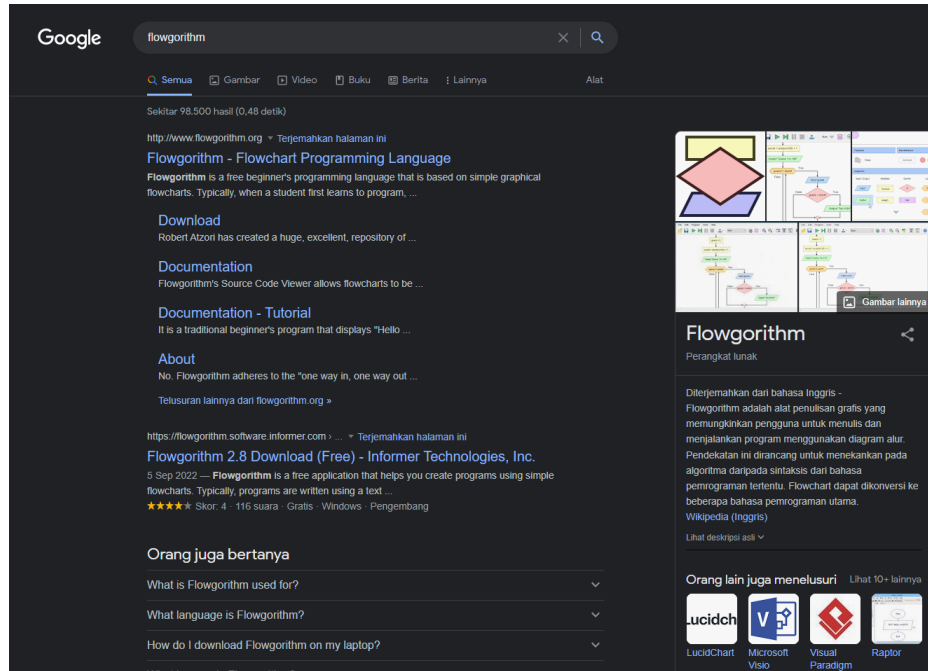 Google
flowgorithm
Semua Gambar Video Buku Berita Lainnya Alat
Sekitar 98.500 hasil (0,48 detik)
http://www.flowgorithm.org Terjemahkan halaman ini
Flowgorithm - Flowchart Programming Language
Flowgorithm is a free beginner's programming language that is based on simple graphical
flowcharts. Typically, when a student first learns to program, ...
Download
Robert Atzori has created a huge, excellent, repository of ...
Documentation
Flowgorithm's Source Code Viewer allows flowcharts to be ...
Documentation - Tutorial
It is a traditional beginner's program that displays "Hello ...
About
No. Flowgorithm adheres to the "one way in, one way out ...
Telusuran lainnya dari flowgorithm.org »
https://flowgorithm.software.informer.com › ... Terjemahkan halaman ini
Flowgorithm 2.8 Download (Free) - Informer Technologies, Inc.
5 Sep 2022 — Flowgorithm is a free application that helps you create programs using simple
flowcharts. Typically, programs are written using a text ...
Skor: 4 · 116 suara · Gratis · Windows · Pengembang
Orang juga bertanya
What is Flowgorithm used for?
What language is Flowgorithm?
How do I download Flowgorithm on my laptop?
Gambar lainnya
Flowgorithm
Perangkat lunak
Diterjemahkan dari bahasa Inggris -
Flowgorithm adalah alat penulisan grafis yang
memungkinkan pengguna untuk menulis dan
menjalankan program menggunakan diagram alur.
Pendekatan ini dirancang untuk menekankan pada
algoritma daripada sintaksis dari bahasa
pemrograman tertentu. Flowchart dapat dikonversi ke
beberapa bahasa pemrograman utama.
Wikipedia (Inggris)
Lihat deskripsi asli
Orang lain juga menelusuri Lihat 10+ lainnya
Lucidch
LucidChart
Microsoft
Visio
Visual
Paradigm
Raptor